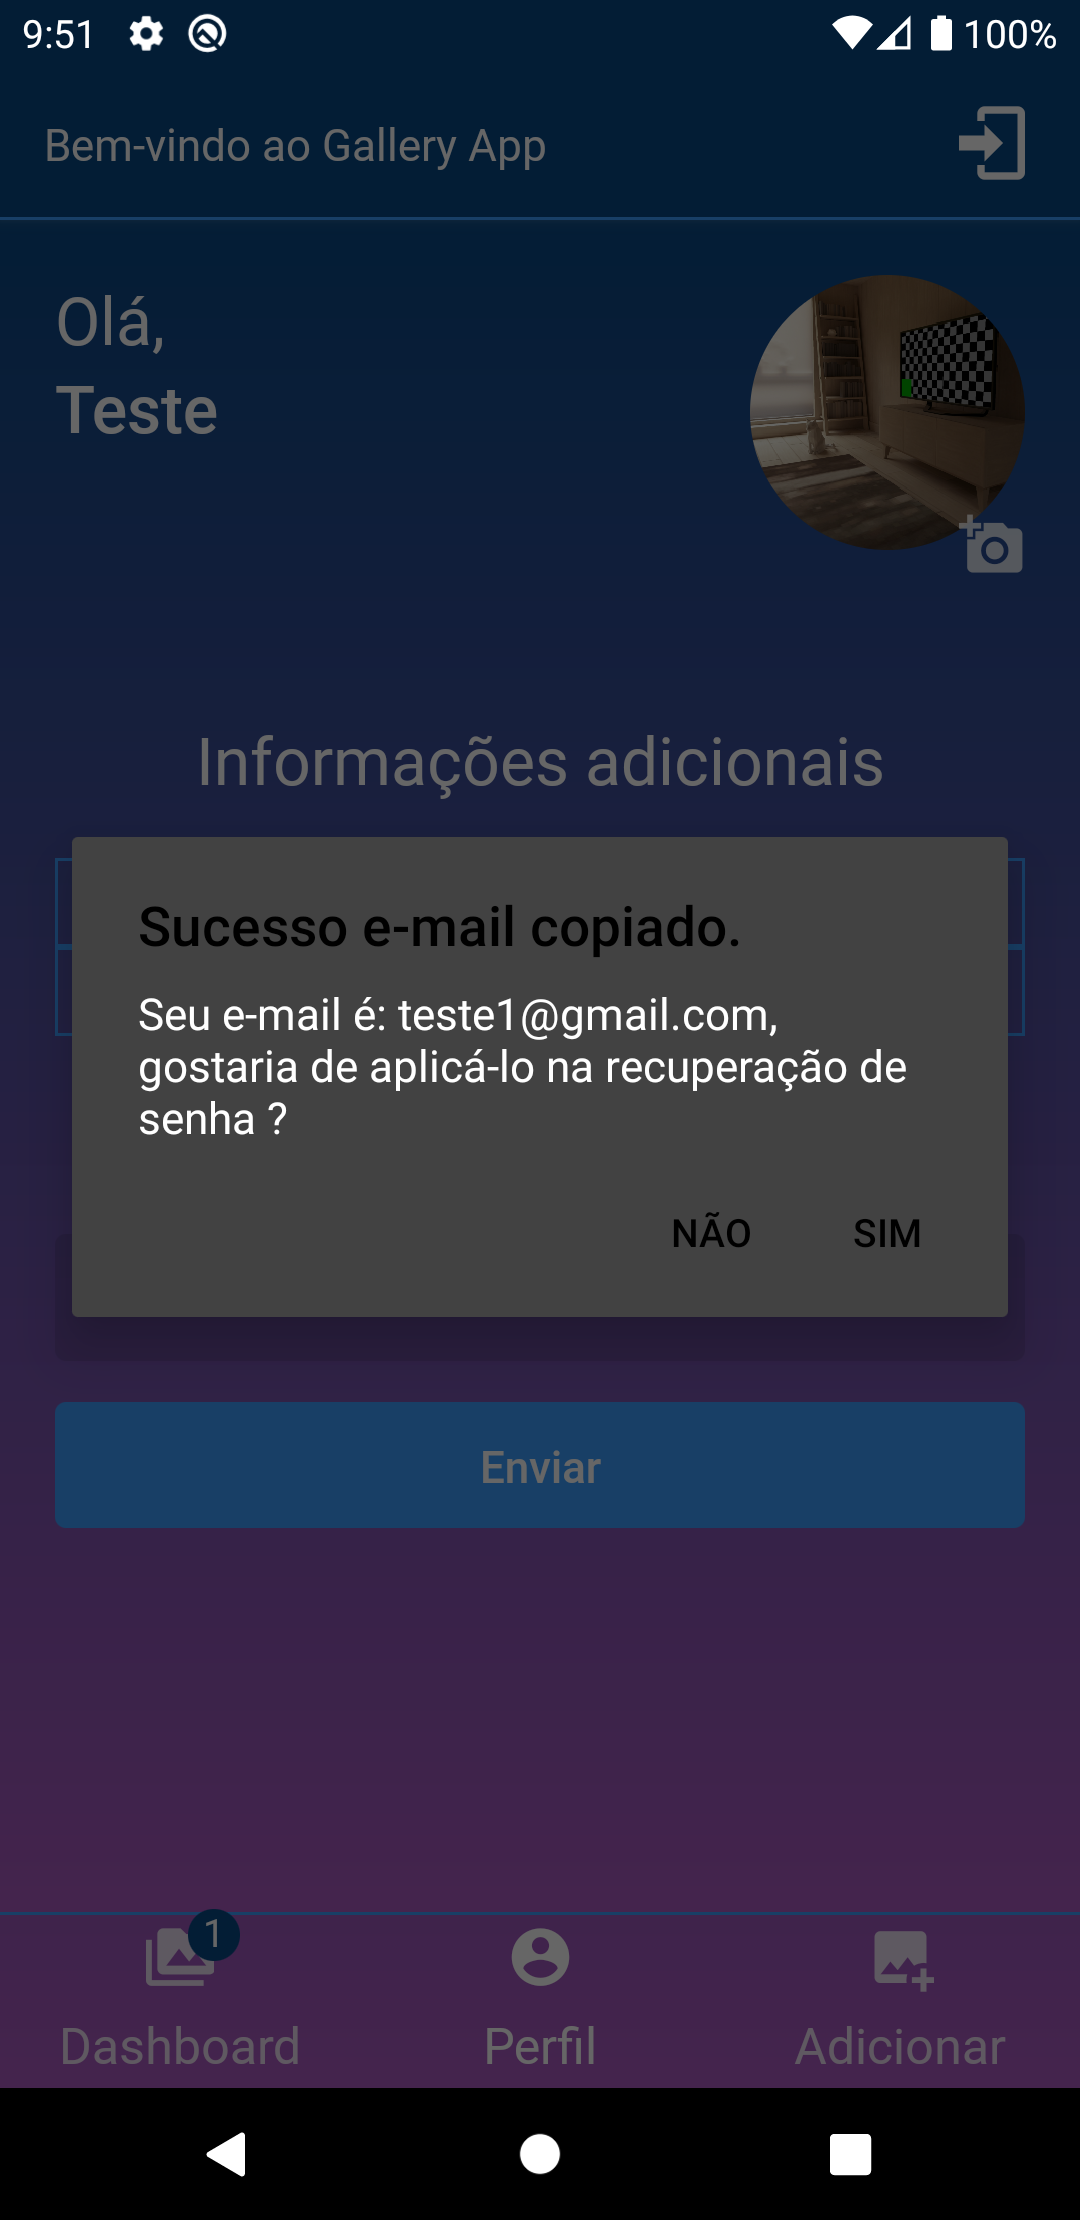 9:51
100%
Bem-vindo ao Gallery App
Olá,
Teste
Informações adicionais
Sucesso e-mail copiado.
Seu e-mail é: teste1@gmail.com,
gostaria de aplicá-lo na recuperação de
senha ?
NÃO SIM
Enviar
1
Dashboard Perfil Adicionar